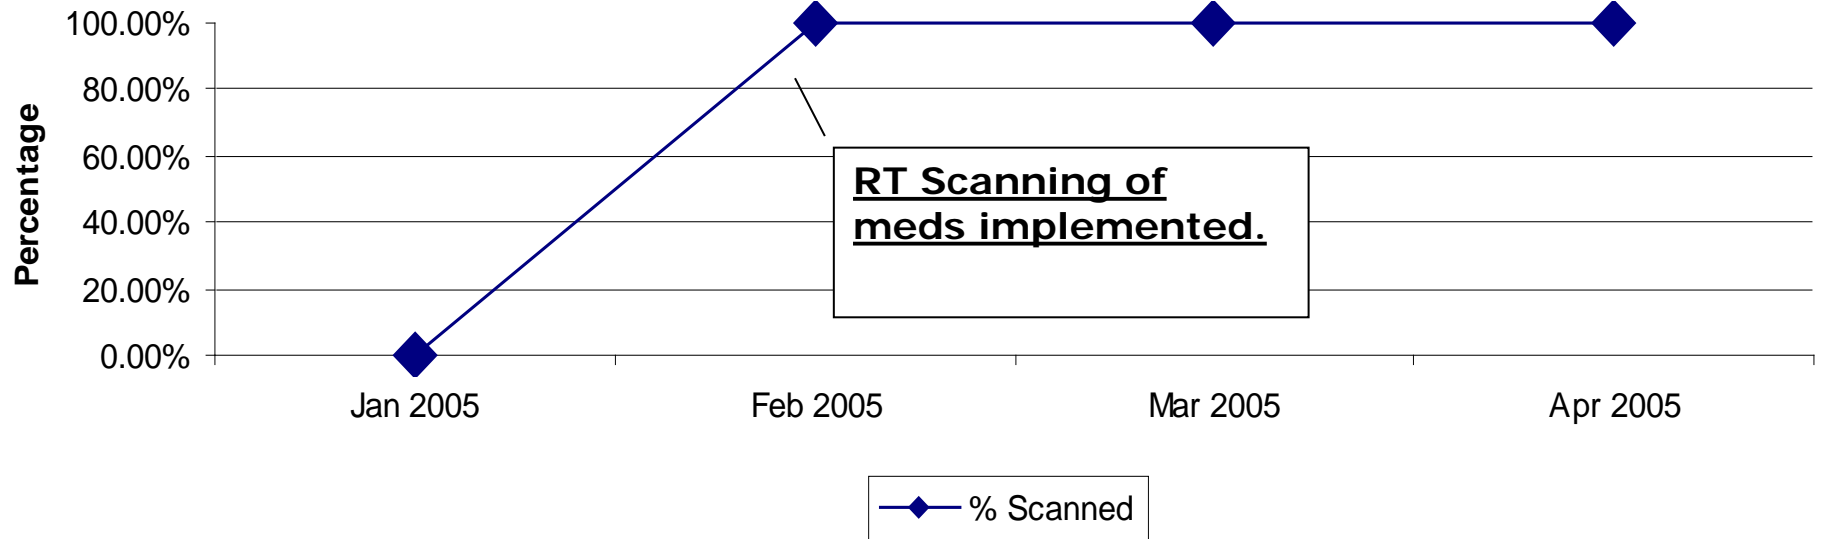 100.00%
80.00%
60.00%
40.00%
20.00%
0.00%
Percentage
RT Scanning of
meds implemented.
Jan 2005
Feb 2005
Mar 2005
Apr 2005
% Scanned